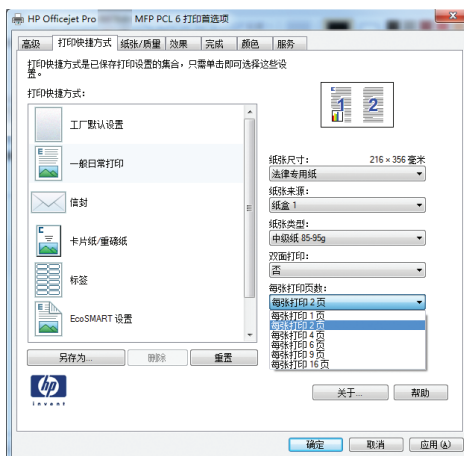 HP Officejet Pro MFP PCL 6 打印首选项
高级 打印快捷方式 纸张/质量 效果 完成 颜色 服务
打印快捷方式是已保存打印设置的集合，只需单击即可选择这些设
置。
打印快捷方式：
工厂默认设置
一般日常打印
信封
卡片纸/重磅纸
标签
EcoSMART 设置
另存为... 删除 重置
1 2
纸张尺寸： 216 × 356 毫米
法律专用纸
纸张来源：
纸盒 1
纸张类型：
中级纸 85-95g
双面打印：
否
每张打印页数：
每张打印 2 页
每张打印 1 页
每张打印 2 页
每张打印 4 页
每张打印 6 页
每张打印 9 页
每张打印 16 页
hp
invent
关于... 帮助
确定 取消 应用(A)